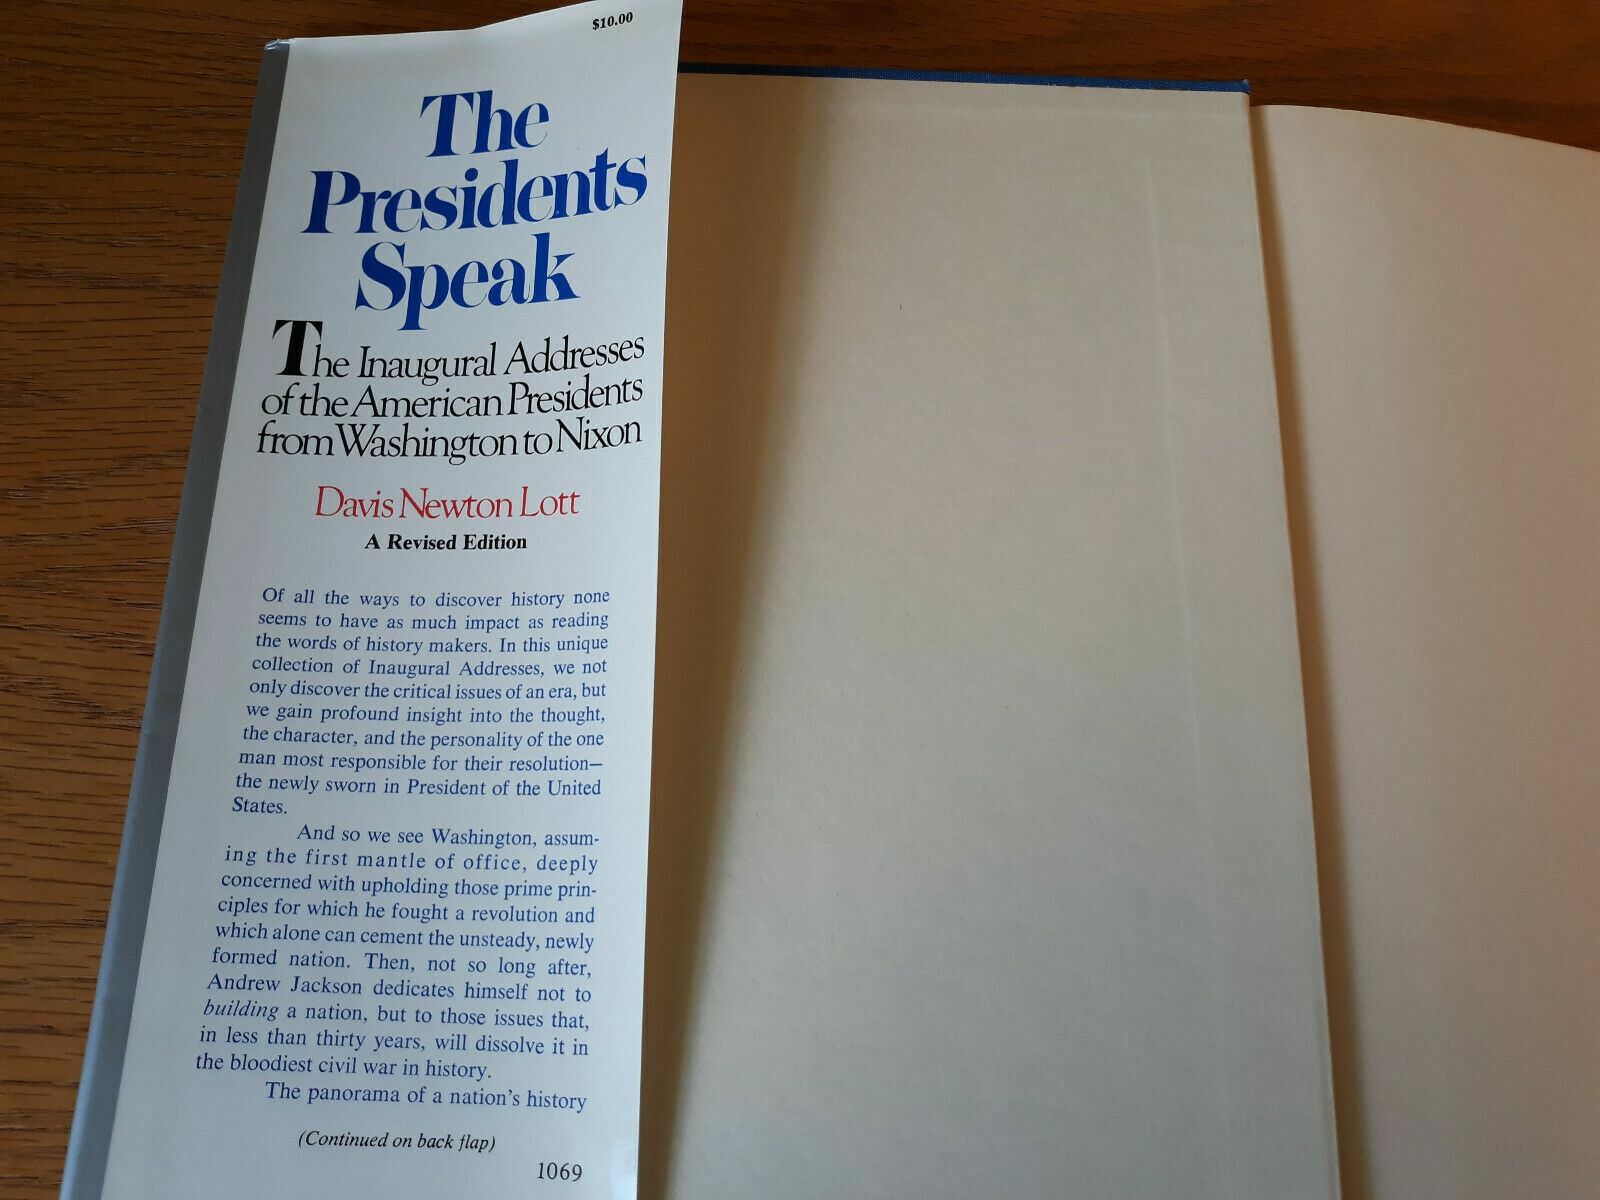 $10.00
The
Presidents
Speak
The Inaugural Addresses
of the American Presidents
from Washington to Nixon
Davis Newton Lott
A Revised Edition
Of all the ways to discover history none
seems to have as much impact as reading
the words of history makers. In this unique
collection of Inaugural Addresses, we not
only discover the critical issues of an era, but
we gain profound insight into the thought,
the character, and the personality of the one
man most responsible for their resolution—
the newly sworn in President of the United
States.
And so we see Washington, assum-
ing the first mantle of office, deeply
concerned with upholding those prime prin-
ciples for which he fought a revolution and
which alone can cement the unsteady, newly
formed nation. Then, not so long after,
Andrew Jackson dedicates himself not to
building a nation, but to those issues that,
in less than thirty years, will dissolve it in
the bloodiest civil war in history.
The panorama of a nation's history
(Continued on back flap)
1069